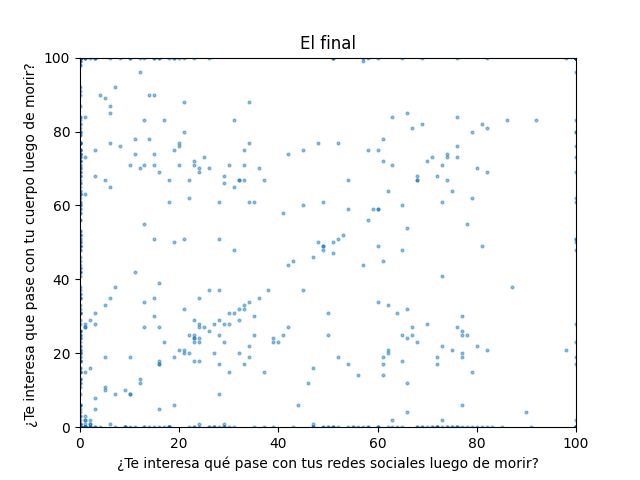 El final
¿Te interesa que pase con tu cuerpo luego de morir?
100
80
60
40
20
0
0 20 40 60 80 100
¿Te interesa qué pase con tus redes sociales luego de morir?